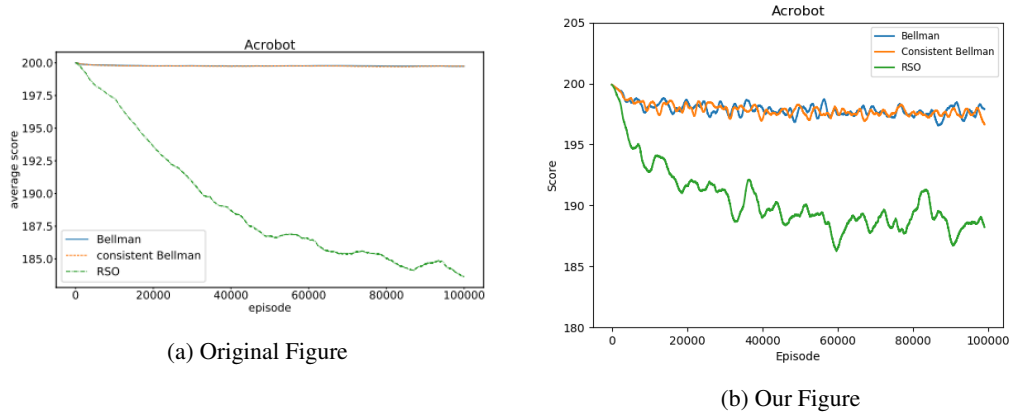 Acrobot
200.0
197.5
195.0
192.5
190.0
187.5
185.0
average score
Bellman
consistent Bellman
RSO
0
20000
40000
60000
80000
100000
episode
(a) Original Figure
Acrobot
205
200
195
190
185
180
Score
Bellman
Consistent Bellman
RSO
0
20000
40000
60000
80000
100000
Episode
(b) Our Figure